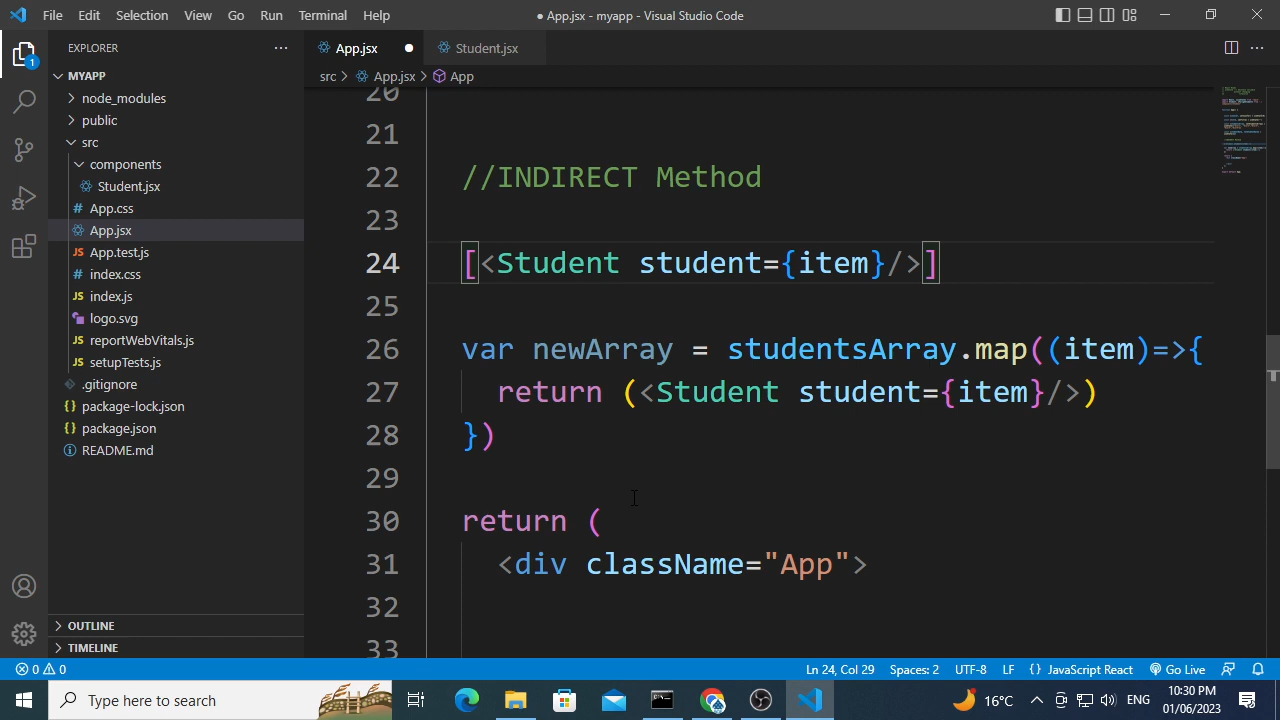 File Edit Selection View Go Run Terminal Help
● App.jsx - myapp - Visual Studio Code
EXPLORER
MYAPP
node_modules
public
src
components
Student.jsx
App.css
App.jsx
App.test.js
index.css
index.js
logo.svg
reportWebVitals.js
setupTests.js
.gitignore
package-lock.json
package.json
README.md
OUTLINE
TIMELINE
App.jsx ● Student.jsx
src > App.jsx > App
20
21
22 //INDIRECT Method
23
24 [<Student student={item}/>]
25
26 var newArray = studentsArray.map((item)=>{
27 return (<Student student={item}/>)
28 })
29
30 return (
31 <div className="App">
32
33
0 0 Ln 24, Col 29 Spaces: 2 UTF-8 LF {} JavaScript React Go Live
Type here to search
16°C ENG 10:30 PM
01/06/2023